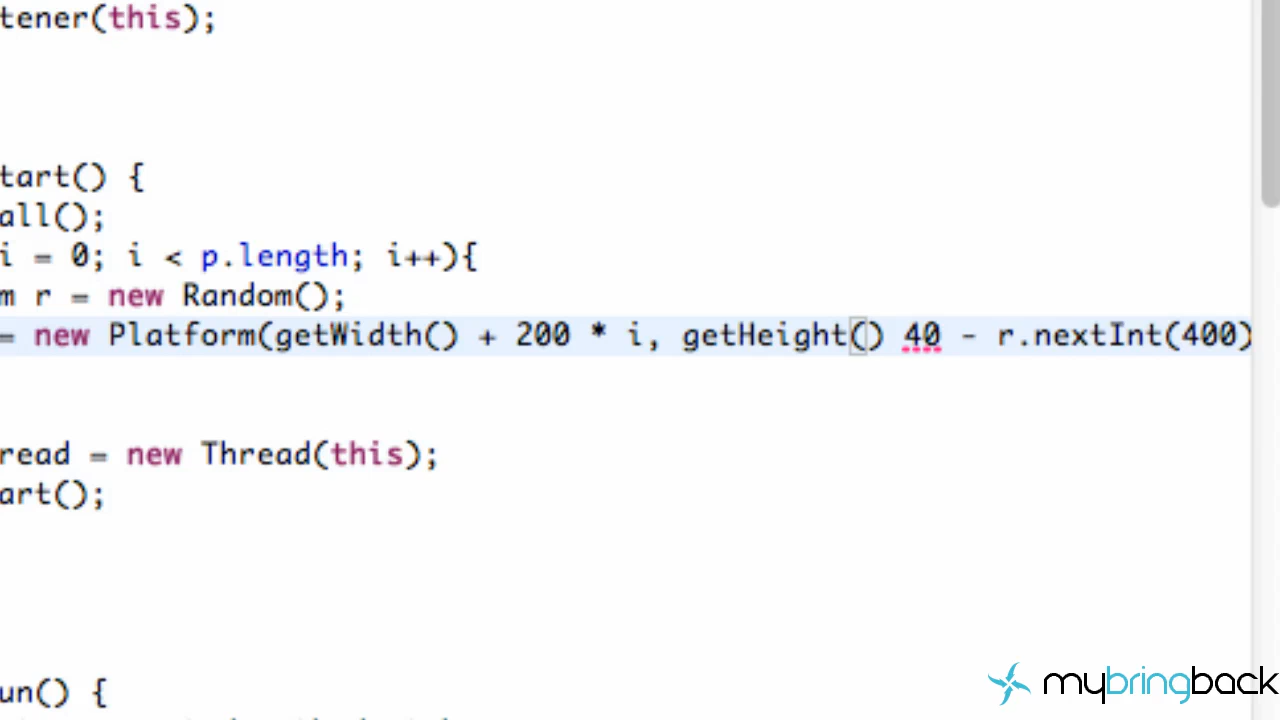 tener(this);
tart() {
all();
i = 0; i < p.length; i++){
m r = new Random();
= new Platform(getWidth() + 200 * i, getHeight() 40 - r.nextInt(400)
read = new Thread(this);
art();
un() {
mybringback